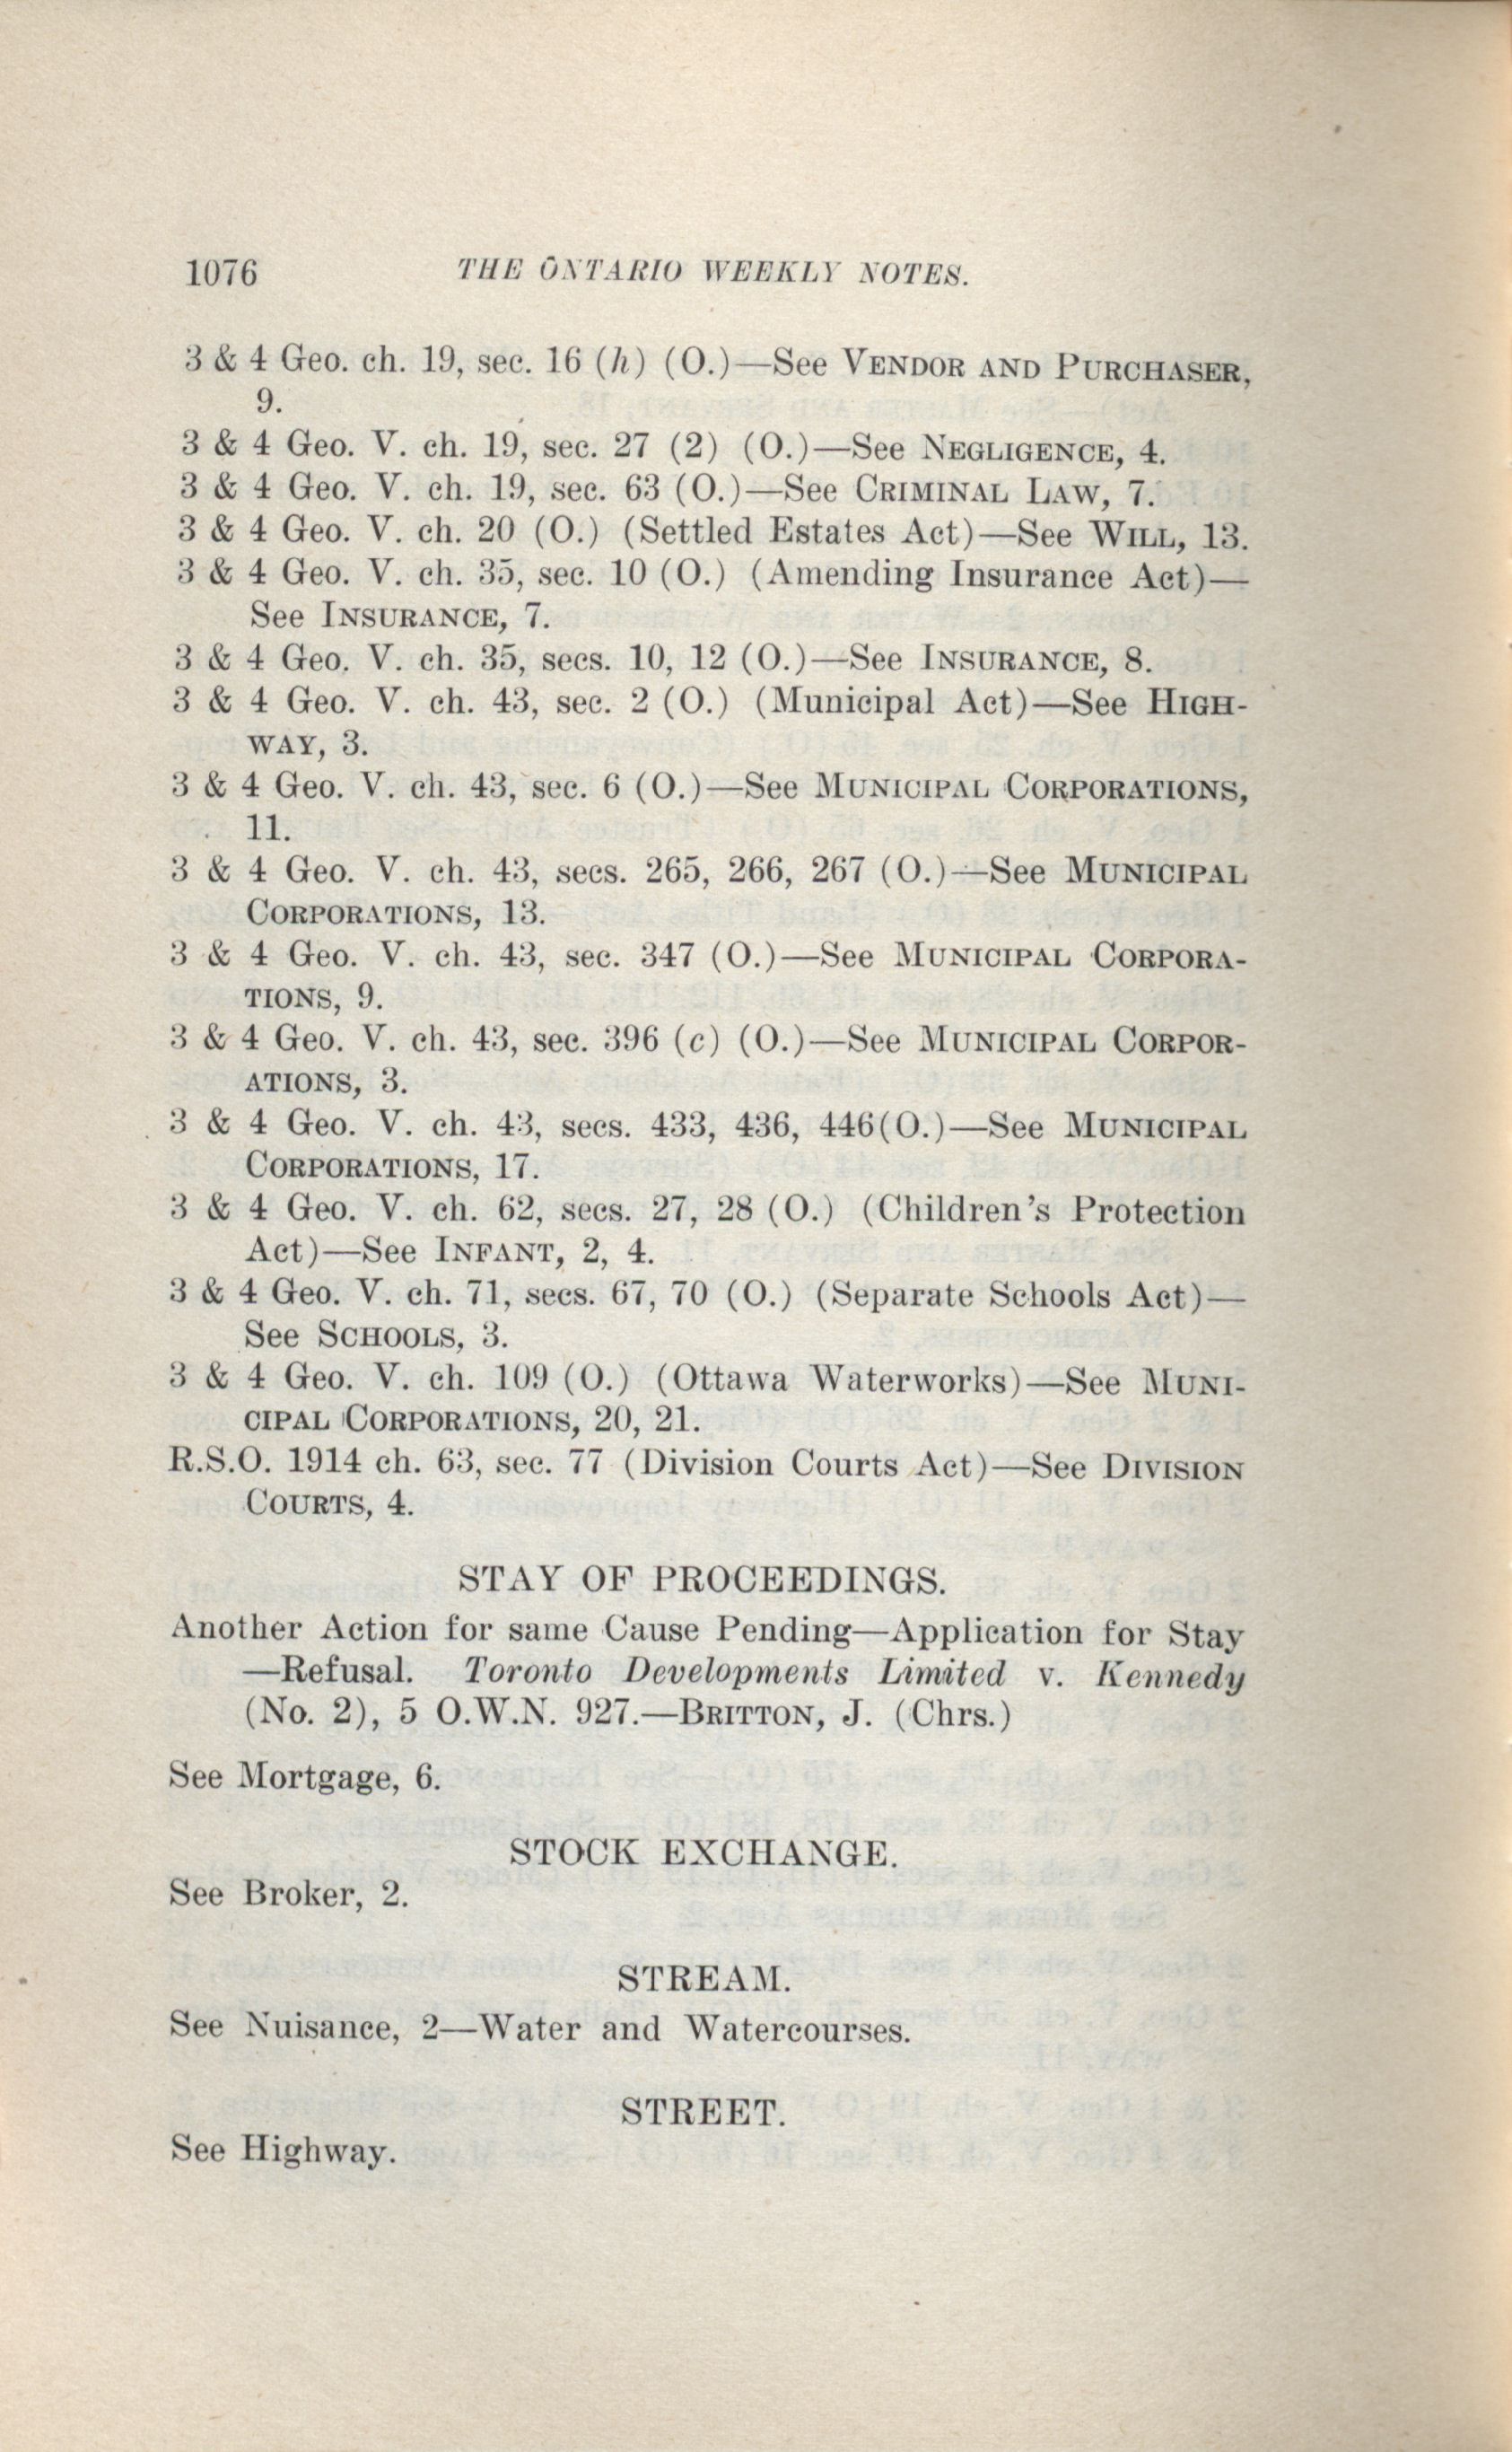 1076 THE ONTARIO WEEKLY NOTES.
3 & 4 Geo. ch. 19, sec. 16 (h) (O.)—See VENDOR AND PURCHASER,
9.
3 & 4 Geo. V. ch. 19, sec. 27 (2) (O.)—See NEGLIGENCE, 4.
3 & 4 Geo. V. ch. 19, sec. 63 (O.)—See CRIMINAL LAW, 7.
3 & 4 Geo. V. ch. 20 (O.) (Settled Estates Act)—See WILL, 13.
3 & 4 Geo. V. ch. 35, sec. 10 (O.) (Amending Insurance Act)—
See INSURANCE, 7.
3 & 4 Geo. V. ch. 35, secs. 10, 12 (O.)—See INSURANCE, 8.
3 & 4 Geo. V. ch. 43, sec. 2 (O.) (Municipal Act)—See HIGH-
WAY, 3.
3 & 4 Geo. V. ch. 43, sec. 6 (O.)—See MUNICIPAL CORPORATIONS,
11.
3 & 4 Geo. V. ch. 43, secs. 265, 266, 267 (O.)—See MUNICIPAL
CORPORATIONS, 13.
3 & 4 Geo. V. ch. 43, sec. 347 (O.)—See MUNICIPAL CORPORA-
TIONS, 9.
3 & 4 Geo. V. ch. 43, sec. 396 (c) (O.)—See MUNICIPAL CORPOR-
ATIONS, 3.
3 & 4 Geo. V. ch. 43, secs. 433, 436, 446(O.)—See MUNICIPAL
CORPORATIONS, 17.
3 & 4 Geo. V. ch. 62, secs. 27, 28 (O.) (Children's Protection
Act)—See INFANT, 2, 4.
3 & 4 Geo. V. ch. 71, secs. 67, 70 (O.) (Separate Schools Act)—
See SCHOOLS, 3.
3 & 4 Geo. V. ch. 109 (O.) (Ottawa Waterworks)—See MUNI-
CIPAL CORPORATIONS, 20, 21.
R.S.O. 1914 ch. 63, sec. 77 (Division Courts Act)—See DIVISION
COURTS, 4.
STAY OF PROCEEDINGS.
Another Action for same Cause Pending—Application for Stay
—Refusal. Toronto Developments Limited v. Kennedy
(No. 2), 5 O.W.N. 927.—BRITTON, J. (Chrs.)
See Mortgage, 6.
STOCK EXCHANGE.
See Broker, 2.
STREAM.
See Nuisance, 2—Water and Watercourses.
STREET.
See Highway.